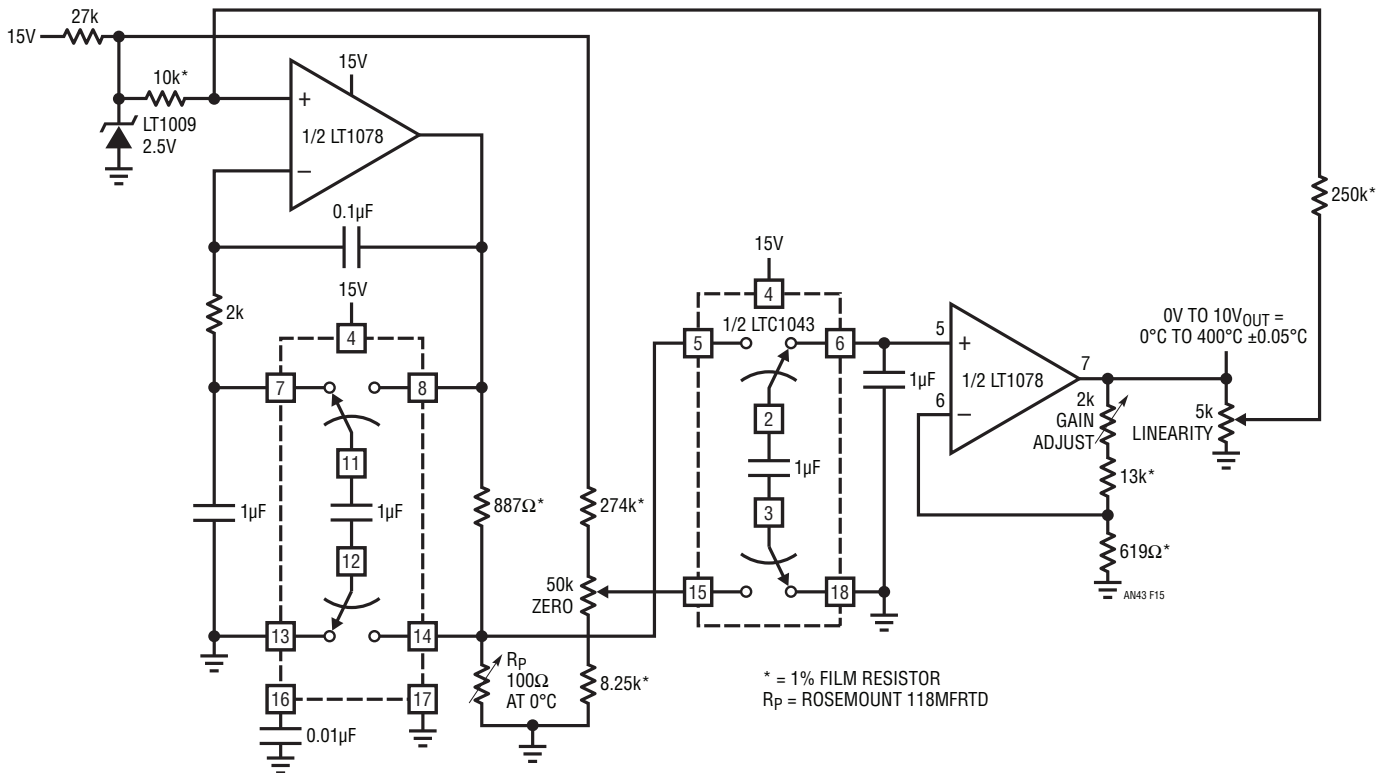 27k
15V
10k*
LT1009
2.5V
+
15V
1/2 LT1078
–
0.1µF
2k
15V
4
7
8
11
1µF
1µF
12
13
14
16
17
0.01µF
887Ω*
RP
100Ω
AT 0°C
274k*
50k
ZERO
8.25k*
15V
4
1/2 LTC1043
5
6
2
1µF
3
15
18
1µF
5
+
1/2 LT1078
6
–
7
0V TO 10VOUT =
0°C TO 400°C ±0.05°C
2k
GAIN
ADJUST
5k
LINEARITY
13k*
619Ω*
250k*
AN43 F15
* = 1% FILM RESISTOR
RP = ROSEMOUNT 118MFRTD